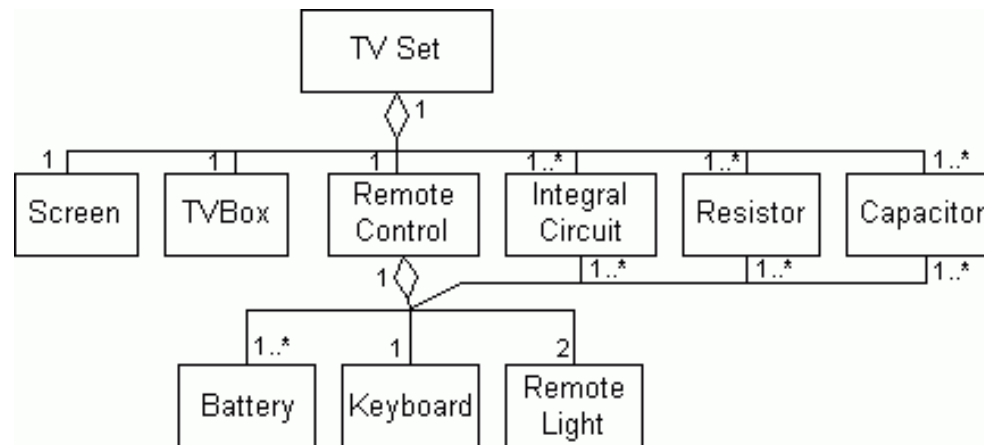 TV Set
1
1
1
1
1..*
1..*
1..*
Screen
TVBox
Remote
Control
Integral
Circuit
Resistor
Capacitor
1
1..*
1..*
1..*
1..*
1
2
Battery
Keyboard
Remote
Light